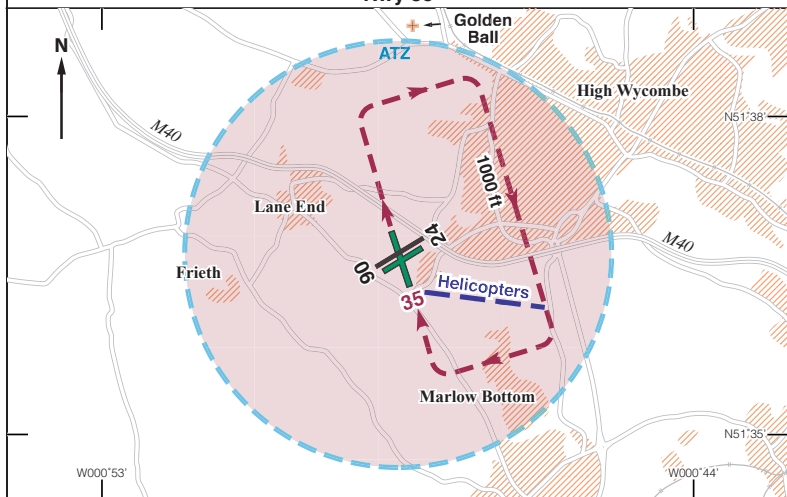 Golden
Ball
N
ATZ
High Wycombe
N51°38'
M40
1000 ft
Lane End
24
M40
06
Frieth
Helicopters
35
Marlow Bottom
N51°35'
W000°53'
W000°44'